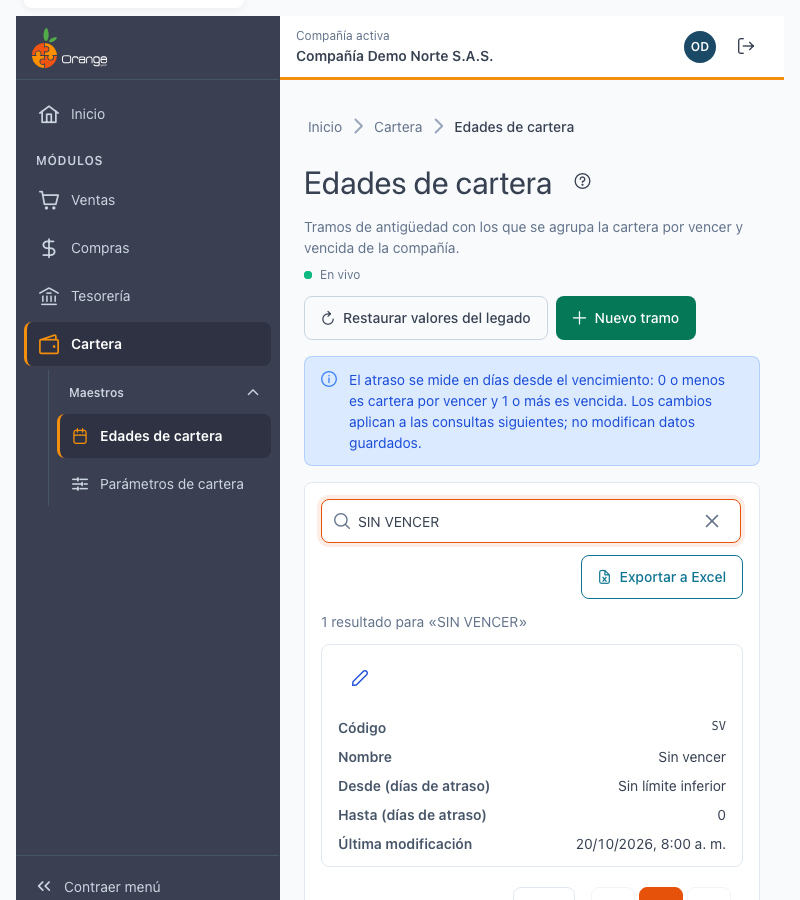 Orange
Inicio
MÓDULOS
Ventas
Compras
Tesorería
Cartera
Maestros
Edades de cartera
Parámetros de cartera
Contraer menú
Compañía activa
Compañía Demo Norte S.A.S.
OD
Inicio
Cartera
Edades de cartera
Edades de cartera
Tramos de antigüedad con los que se agrupa la cartera por vencer y
vencida de la compañía.
En vivo
Restaurar valores del legado
Nuevo tramo
El atraso se mide en días desde el vencimiento: 0 o menos
es cartera por vencer y 1 o más es vencida. Los cambios
aplican a las consultas siguientes; no modifican datos
guardados.
SIN VENCER
Exportar a Excel
1 resultado para «SIN VENCER»
Código SV
Nombre Sin vencer
Desde (días de atraso) Sin límite inferior
Hasta (días de atraso) 0
Última modificación 20/10/2026, 8:00 a. m.